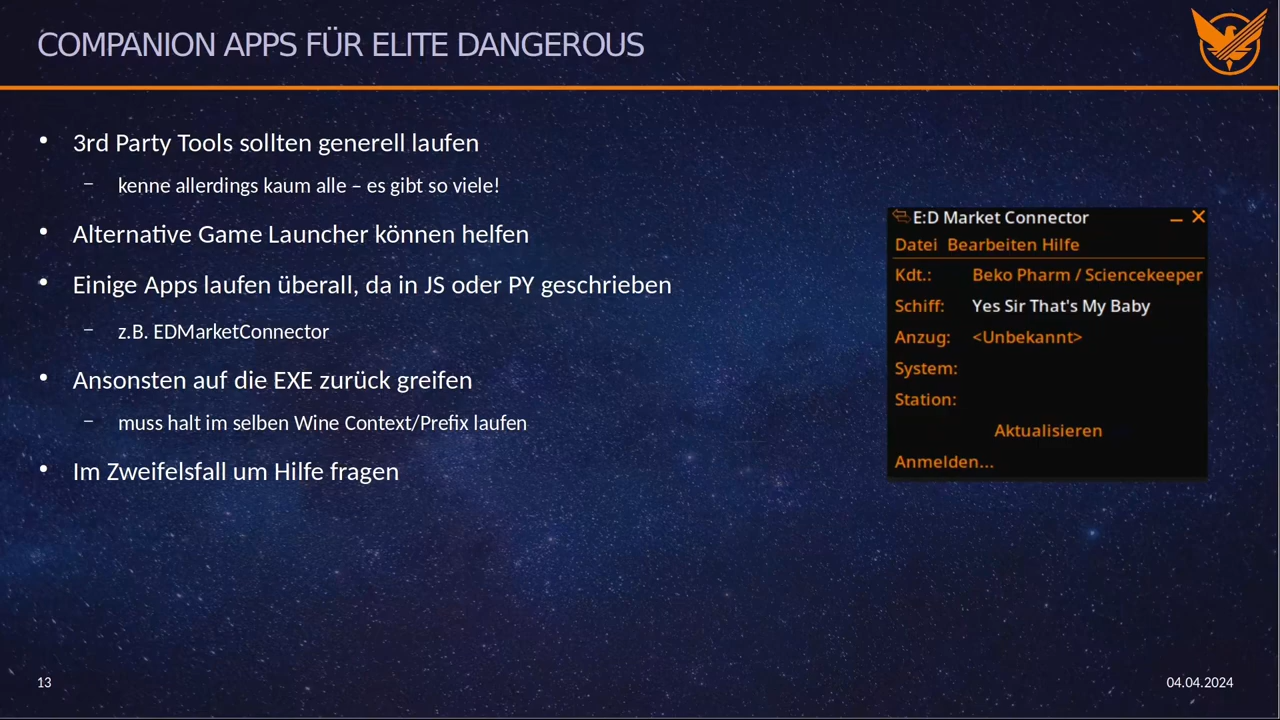 COMPANION APPS FÜR ELITE DANGEROUS
• 3rd Party Tools sollten generell laufen
– kenne allerdings kaum alle – es gibt so viele!
• Alternative Game Launcher können helfen
• Einige Apps laufen überall, da in JS oder PY geschrieben
– z.B. EDMarketConnector
• Ansonsten auf die EXE zurück greifen
– muss halt im selben Wine Context/Prefix laufen
• Im Zweifelsfall um Hilfe fragen
E:D Market Connector
Datei Bearbeiten Hilfe
Kdt.: Beko Pharm / Sciencekeeper
Schiff: Yes Sir That's My Baby
Anzug: <Unbekannt>
System:
Station:
Aktualisieren
Anmelden...
13
04.04.2024